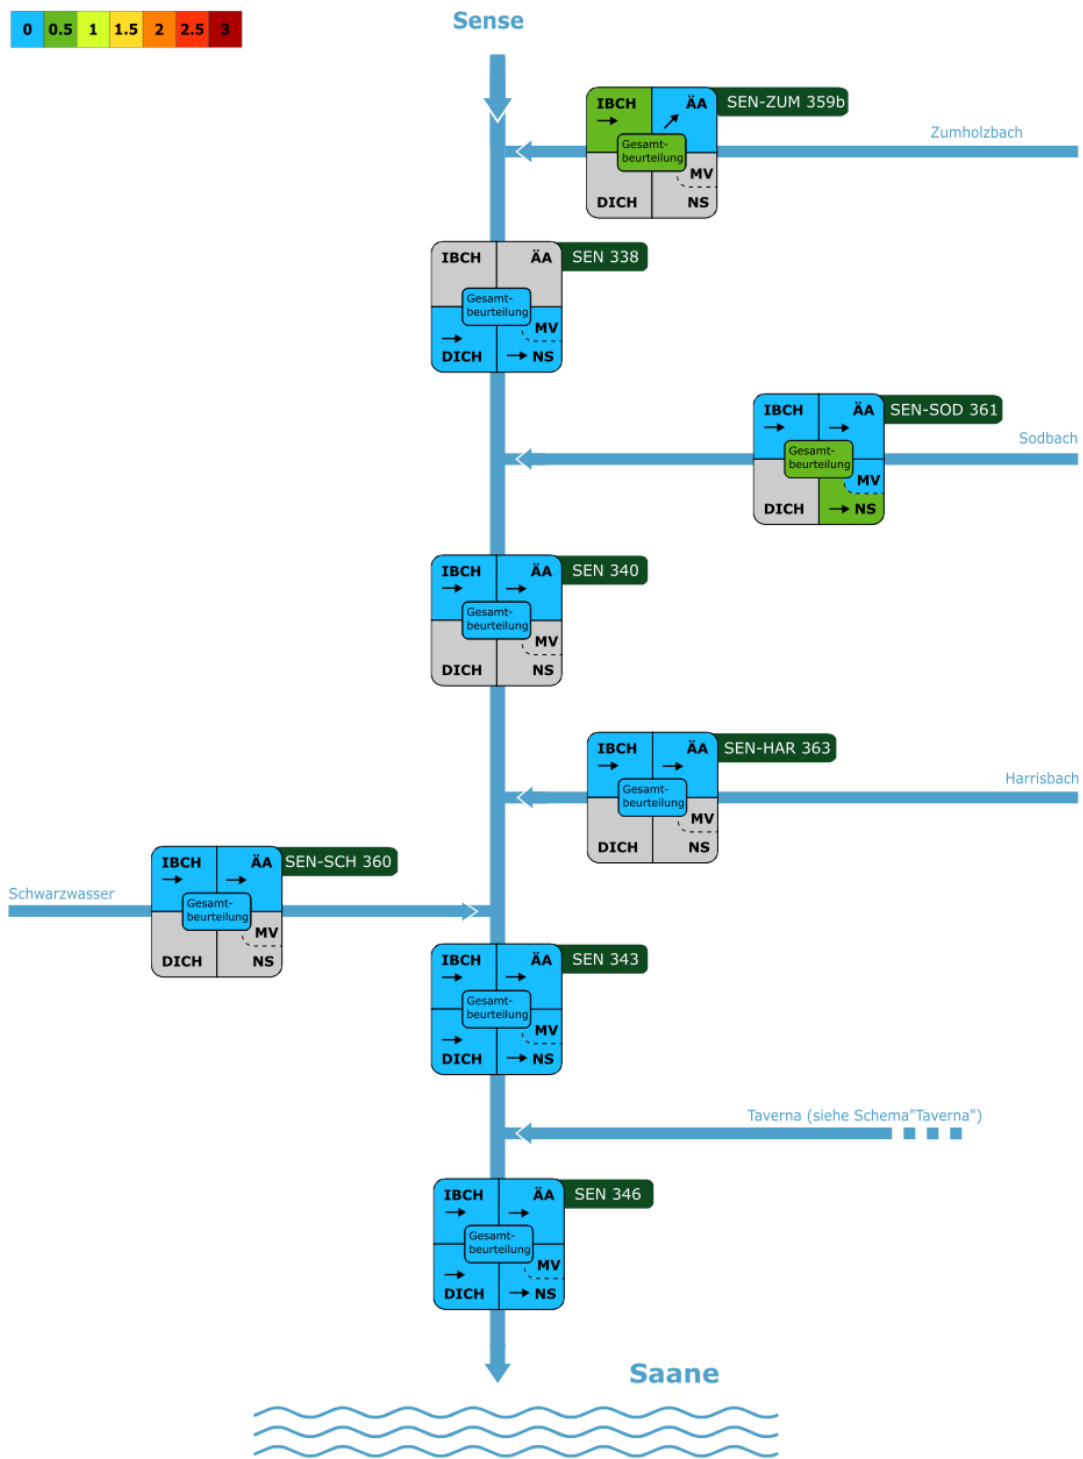 0 0.5 1 1.5 2 2.5 3
Sense
IBCH ÄA SEN-ZUM 359b
Gesamt-
beurteilung
MV
DICH NS
Zumholzbach
IBCH ÄA SEN 338
Gesamt-
beurteilung
MV
DICH NS
IBCH ÄA SEN-SOD 361
Gesamt-
beurteilung
MV
DICH NS
Sodbach
IBCH ÄA SEN 340
Gesamt-
beurteilung
MV
DICH NS
IBCH ÄA SEN-HAR 363
Gesamt-
beurteilung
MV
DICH NS
Harrisbach
IBCH ÄA SEN-SCH 360
Gesamt-
beurteilung
MV
DICH NS
Schwarzwasser
IBCH ÄA SEN 343
Gesamt-
beurteilung
MV
DICH NS
Taverna (siehe Schema"Taverna")
IBCH ÄA SEN 346
Gesamt-
beurteilung
MV
DICH NS
Saane